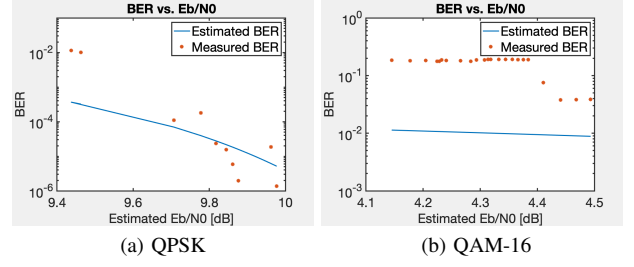 BER vs. Eb/N0
Estimated BER
Measured BER
BER
10^-2
10^-4
10^-6
9.4
9.6
9.8
10
Estimated Eb/N0 [dB]
(a) QPSK
BER vs. Eb/N0
Estimated BER
Measured BER
BER
10^0
10^-1
10^-2
10^-3
4.1
4.2
4.3
4.4
4.5
Estimated Eb/N0 [dB]
(b) QAM-16